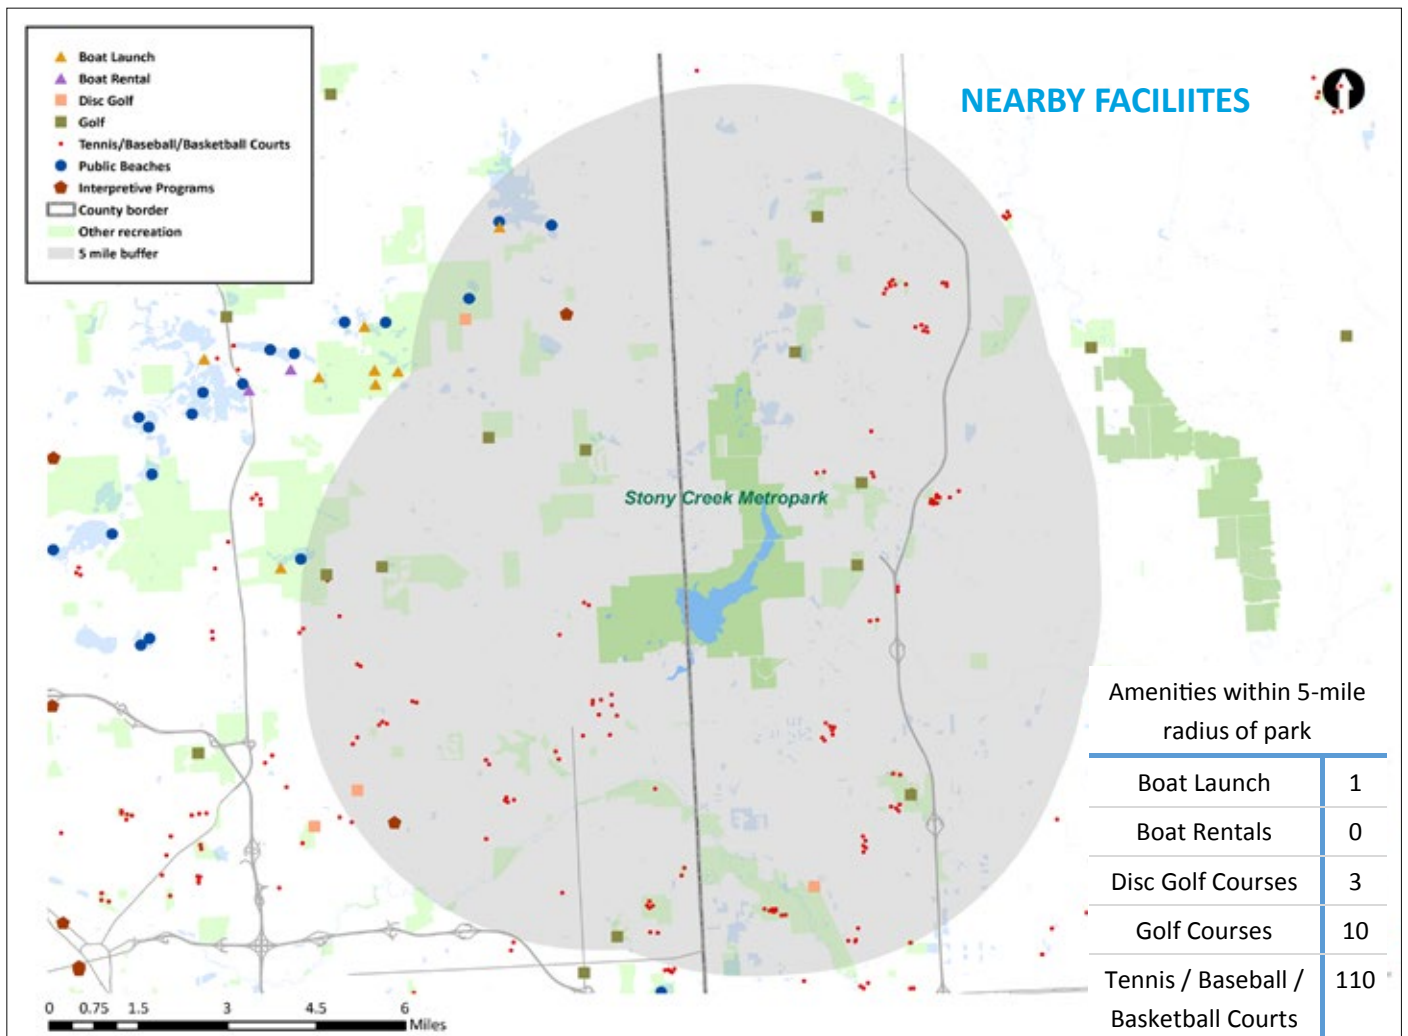 Boat Launch
Boat Rental
Disc Golf
Golf
Tennis/Baseball/Basketball Courts
Public Beaches
Interpretive Programs
County border
Other recreation
5 mile buffer
NEARBY FACILIITES
Stony Creek Metropark
Amenities within 5-mile
radius of park
Boat Launch 1
Boat Rentals 0
Disc Golf Courses 3
Golf Courses 10
Tennis / Baseball / 110
Basketball Courts
0 0.75 1.5 3 4.5 6
Miles